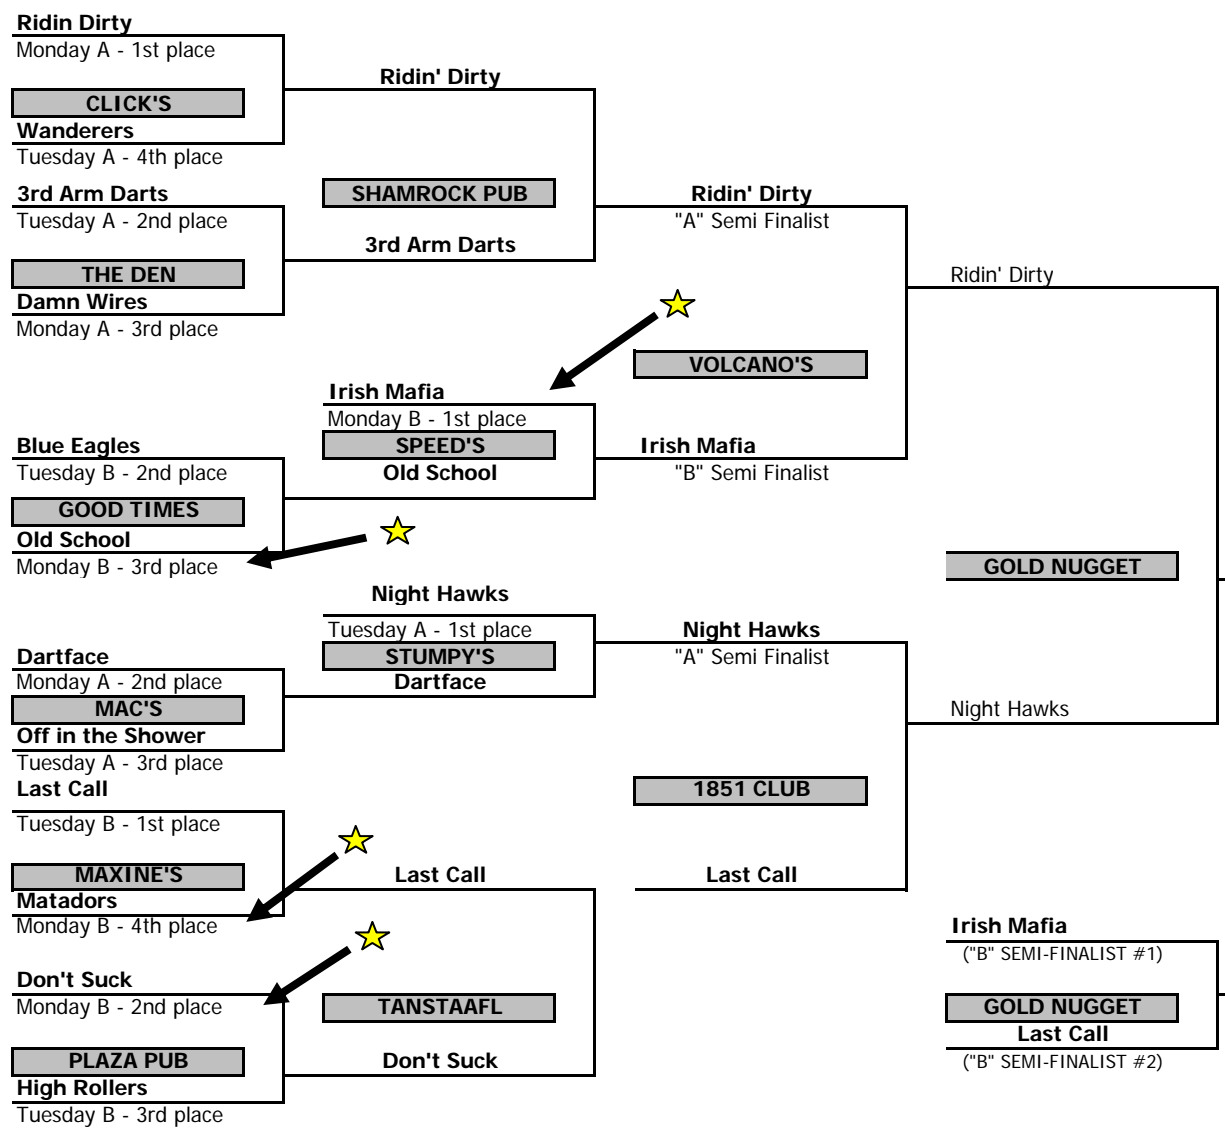 Ridin Dirty
Monday A - 1st place
CLICK'S
Wanderers
Tuesday A - 4th place
3rd Arm Darts
Tuesday A - 2nd place
THE DEN
Damn Wires
Monday A - 3rd place
Blue Eagles
Tuesday B - 2nd place
GOOD TIMES
Old School
Monday B - 3rd place
Dartface
Monday A - 2nd place
MAC'S
Off in the Shower
Tuesday A - 3rd place
Last Call
Tuesday B - 1st place
MAXINE'S
Matadors
Monday B - 4th place
Don't Suck
Monday B - 2nd place
PLAZA PUB
High Rollers
Tuesday B - 3rd place
Ridin' Dirty
SHAMROCK PUB
3rd Arm Darts
Irish Mafia
Monday B - 1st place
SPEED'S
Old School
Night Hawks
Tuesday A - 1st place
STUMPY'S
Dartface
Last Call
TANSTAAFL
Don't Suck
Ridin' Dirty
"A" Semi Finalist
VOLCANO'S
Irish Mafia
"B" Semi Finalist
Night Hawks
"A" Semi Finalist
1851 CLUB
Last Call
Ridin' Dirty
GOLD NUGGET
Night Hawks
Irish Mafia
("B" SEMI-FINALIST #1)
GOLD NUGGET
Last Call
("B" SEMI-FINALIST #2)